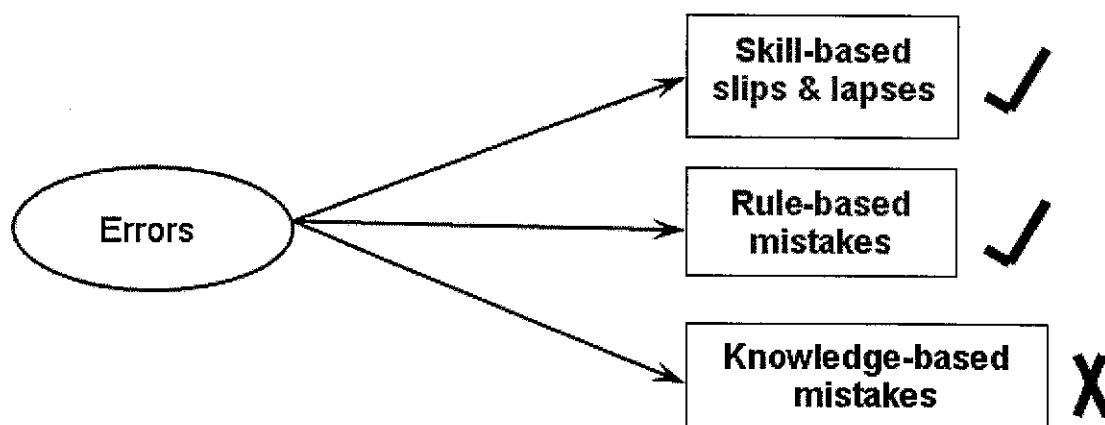 Skill-based
slips & lapses
Errors
Rule-based
mistakes
Knowledge-based
mistakes